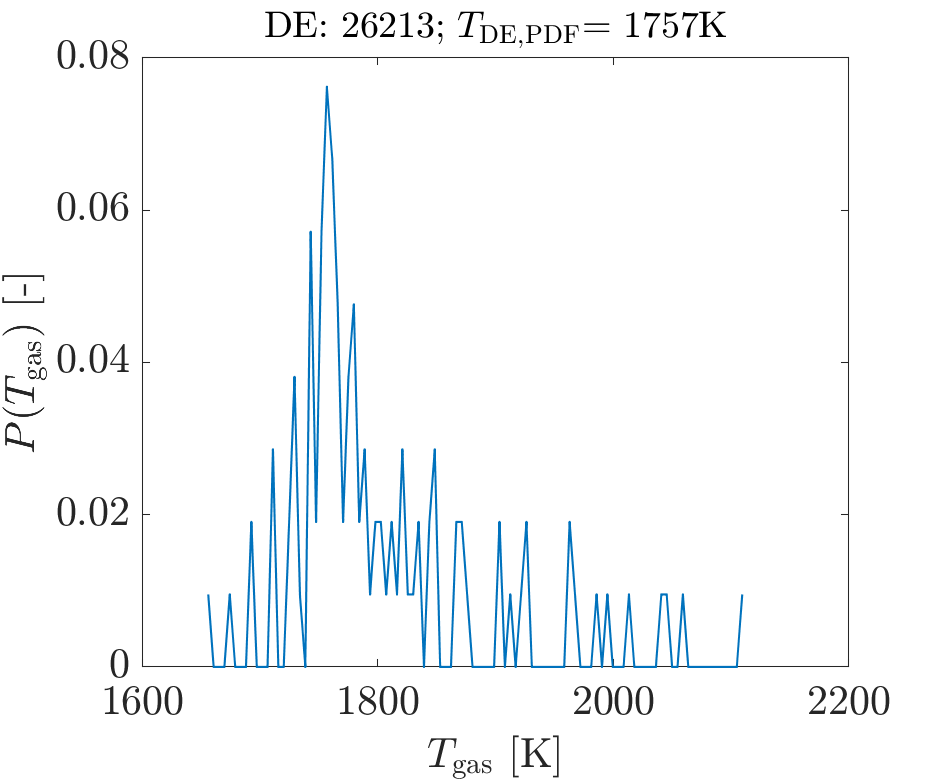 DE: 26213; T_DE,PDF= 1757K
0.08
0.06
0.04
0.02
0
P(T_gas) [-]
1600 1800 2000 2200
T_gas [K]